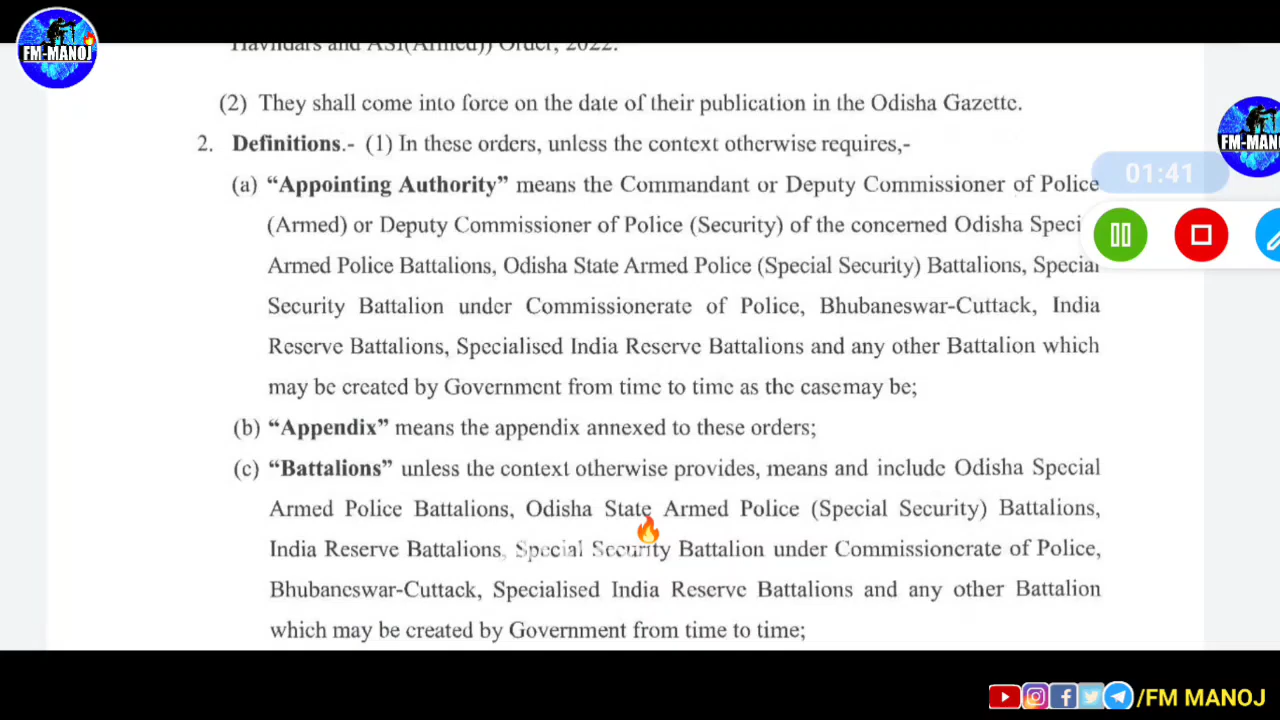 FM-MANOJ
Havildars and ASI(Armed)) Order, 2022.
(2) They shall come into force on the date of their publication in the Odisha Gazette.
2. Definitions.- (1) In these orders, unless the context otherwise requires,-
FM-MANO
01:41
(a) “Appointing Authority” means the Commandant or Deputy Commissioner of Police
(Armed) or Deputy Commissioner of Police (Security) of the concerned Odisha Speci
Armed Police Battalions, Odisha State Armed Police (Special Security) Battalions, Special
Security Battalion under Commissionerate of Police, Bhubaneswar-Cuttack, India
Reserve Battalions, Specialised India Reserve Battalions and any other Battalion which
may be created by Government from time to time as the casemay be;
(b) “Appendix” means the appendix annexed to these orders;
(c) “Battalions” unless the context otherwise provides, means and include Odisha Special
Armed Police Battalions, Odisha State Armed Police (Special Security) Battalions,
India Reserve Battalions, Special Security Battalion under Commissionerate of Police,
Bhubaneswar-Cuttack, Specialised India Reserve Battalions and any other Battalion
which may be created by Government from time to time;
/FM MANOJ